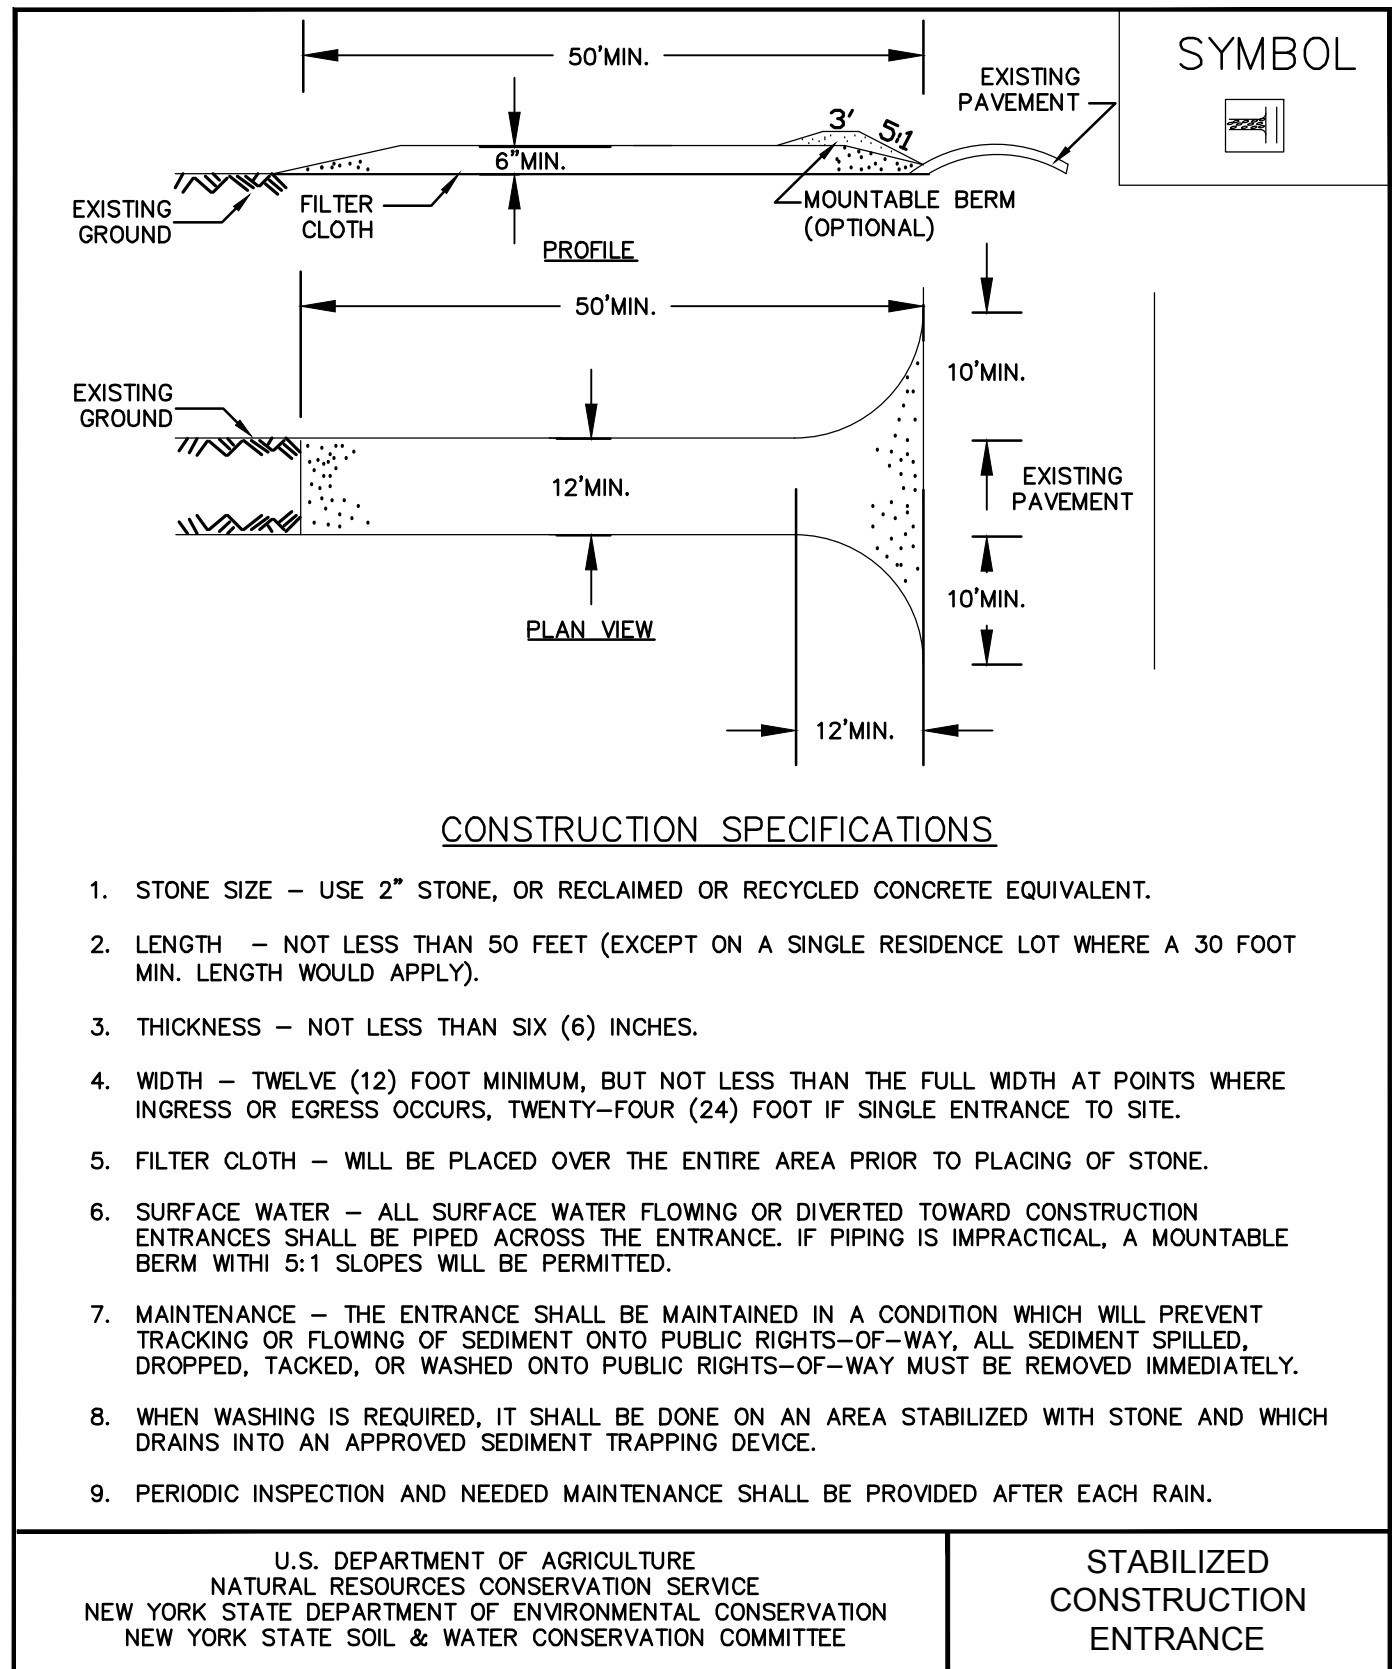 50'MIN.
SYMBOL
EXISTING
PAVEMENT
3'
5:1
6"MIN.
EXISTING
GROUND
FILTER
CLOTH
MOUNTABLE BERM
(OPTIONAL)
PROFILE
50'MIN.
10'MIN.
EXISTING
GROUND
12'MIN.
EXISTING
PAVEMENT
10'MIN.
PLAN VIEW
12'MIN.
CONSTRUCTION SPECIFICATIONS
1. STONE SIZE – USE 2" STONE, OR RECLAIMED OR RECYCLED CONCRETE EQUIVALENT.
2. LENGTH – NOT LESS THAN 50 FEET (EXCEPT ON A SINGLE RESIDENCE LOT WHERE A 30 FOOT
MIN. LENGTH WOULD APPLY).
3. THICKNESS – NOT LESS THAN SIX (6) INCHES.
4. WIDTH – TWELVE (12) FOOT MINIMUM, BUT NOT LESS THAN THE FULL WIDTH AT POINTS WHERE
INGRESS OR EGRESS OCCURS, TWENTY–FOUR (24) FOOT IF SINGLE ENTRANCE TO SITE.
5. FILTER CLOTH – WILL BE PLACED OVER THE ENTIRE AREA PRIOR TO PLACING OF STONE.
6. SURFACE WATER – ALL SURFACE WATER FLOWING OR DIVERTED TOWARD CONSTRUCTION
ENTRANCES SHALL BE PIPED ACROSS THE ENTRANCE. IF PIPING IS IMPRACTICAL, A MOUNTABLE
BERM WITHI 5:1 SLOPES WILL BE PERMITTED.
7. MAINTENANCE – THE ENTRANCE SHALL BE MAINTAINED IN A CONDITION WHICH WILL PREVENT
TRACKING OR FLOWING OF SEDIMENT ONTO PUBLIC RIGHTS–OF–WAY, ALL SEDIMENT SPILLED,
DROPPED, TACKED, OR WASHED ONTO PUBLIC RIGHTS–OF–WAY MUST BE REMOVED IMMEDIATELY.
8. WHEN WASHING IS REQUIRED, IT SHALL BE DONE ON AN AREA STABILIZED WITH STONE AND WHICH
DRAINS INTO AN APPROVED SEDIMENT TRAPPING DEVICE.
9. PERIODIC INSPECTION AND NEEDED MAINTENANCE SHALL BE PROVIDED AFTER EACH RAIN.
U.S. DEPARTMENT OF AGRICULTURE
NATURAL RESOURCES CONSERVATION SERVICE
NEW YORK STATE DEPARTMENT OF ENVIRONMENTAL CONSERVATION
NEW YORK STATE SOIL & WATER CONSERVATION COMMITTEE
STABILIZED
CONSTRUCTION
ENTRANCE